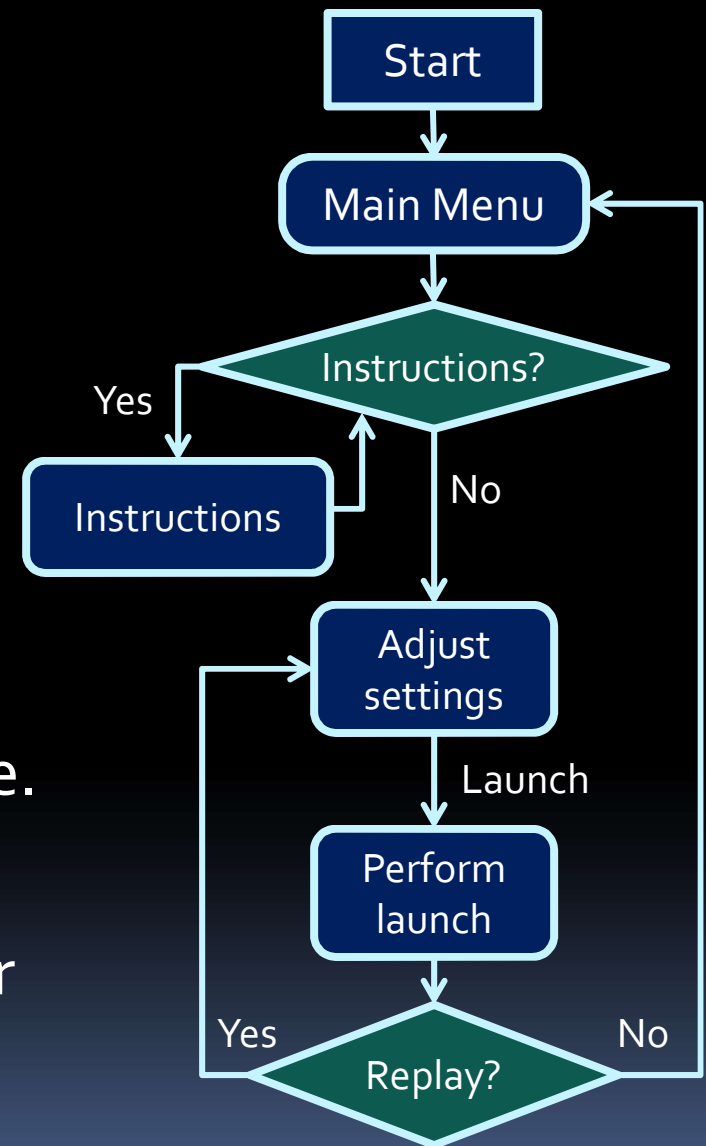 Start
Main Menu
Instructions?
Yes
Instructions
No
Adjust
settings
e.
Launch
Perform
launch
r
Yes
No
Replay?